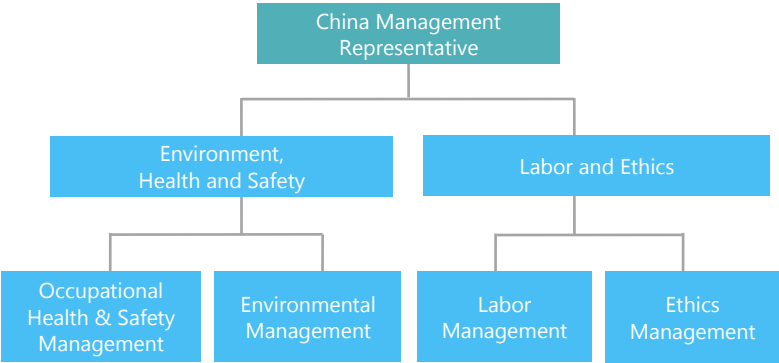 China Management
Representative
Environment,
Health and Safety
Labor and Ethics
Occupational
Health & Safety
Management
Environmental
Management
Labor
Management
Ethics
Management